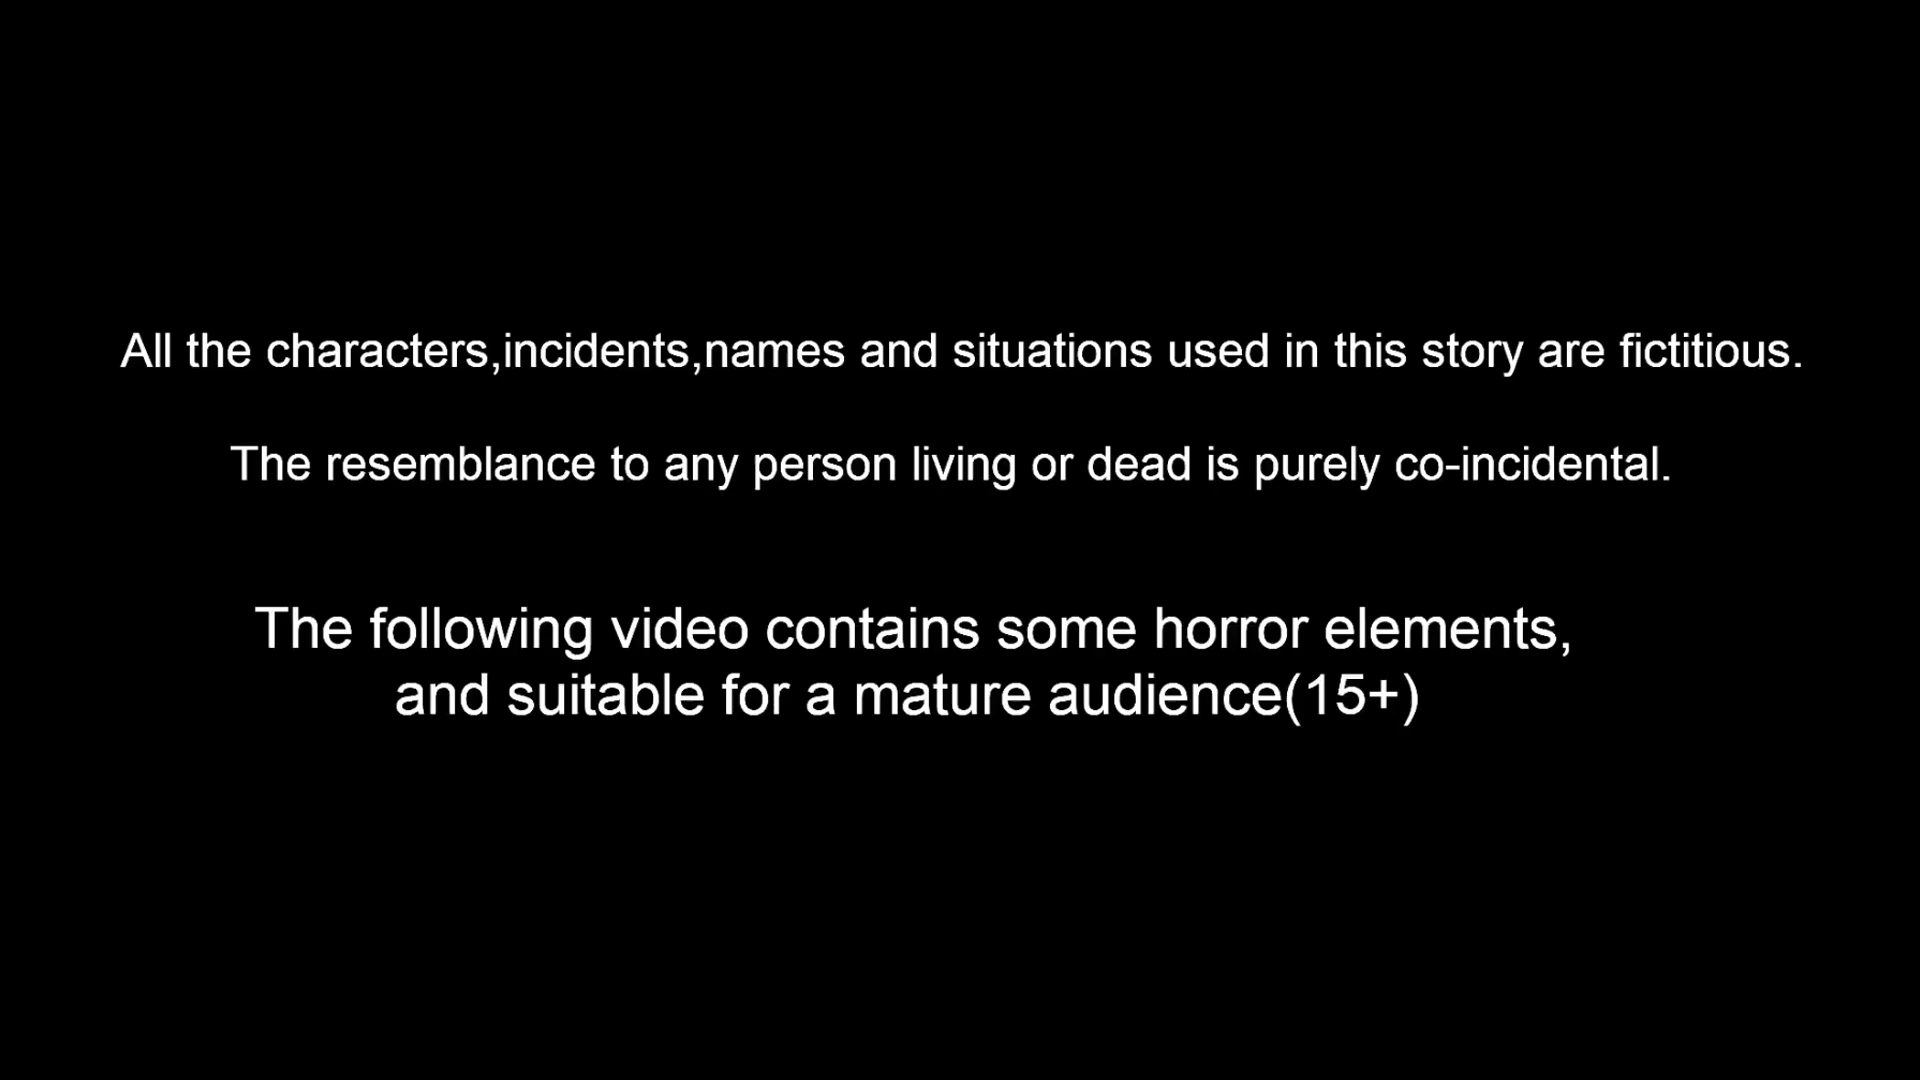 All the characters,incidents,names and situations used in this story are fictitious.
The resemblance to any person living or dead is purely co-incidental.
The following video contains some horror elements,
and suitable for a mature audience(15+)